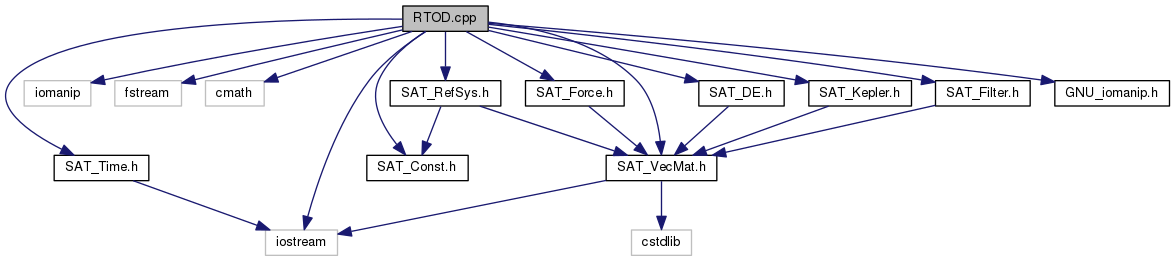 RTOD.cpp
iomanip
fstream
cmath
SAT_RefSys.h
SAT_Force.h
SAT_DE.h
SAT_Kepler.h
SAT_Filter.h
GNU_iomanip.h
SAT_Time.h
SAT_Const.h
SAT_VecMat.h
iostream
cstdlib